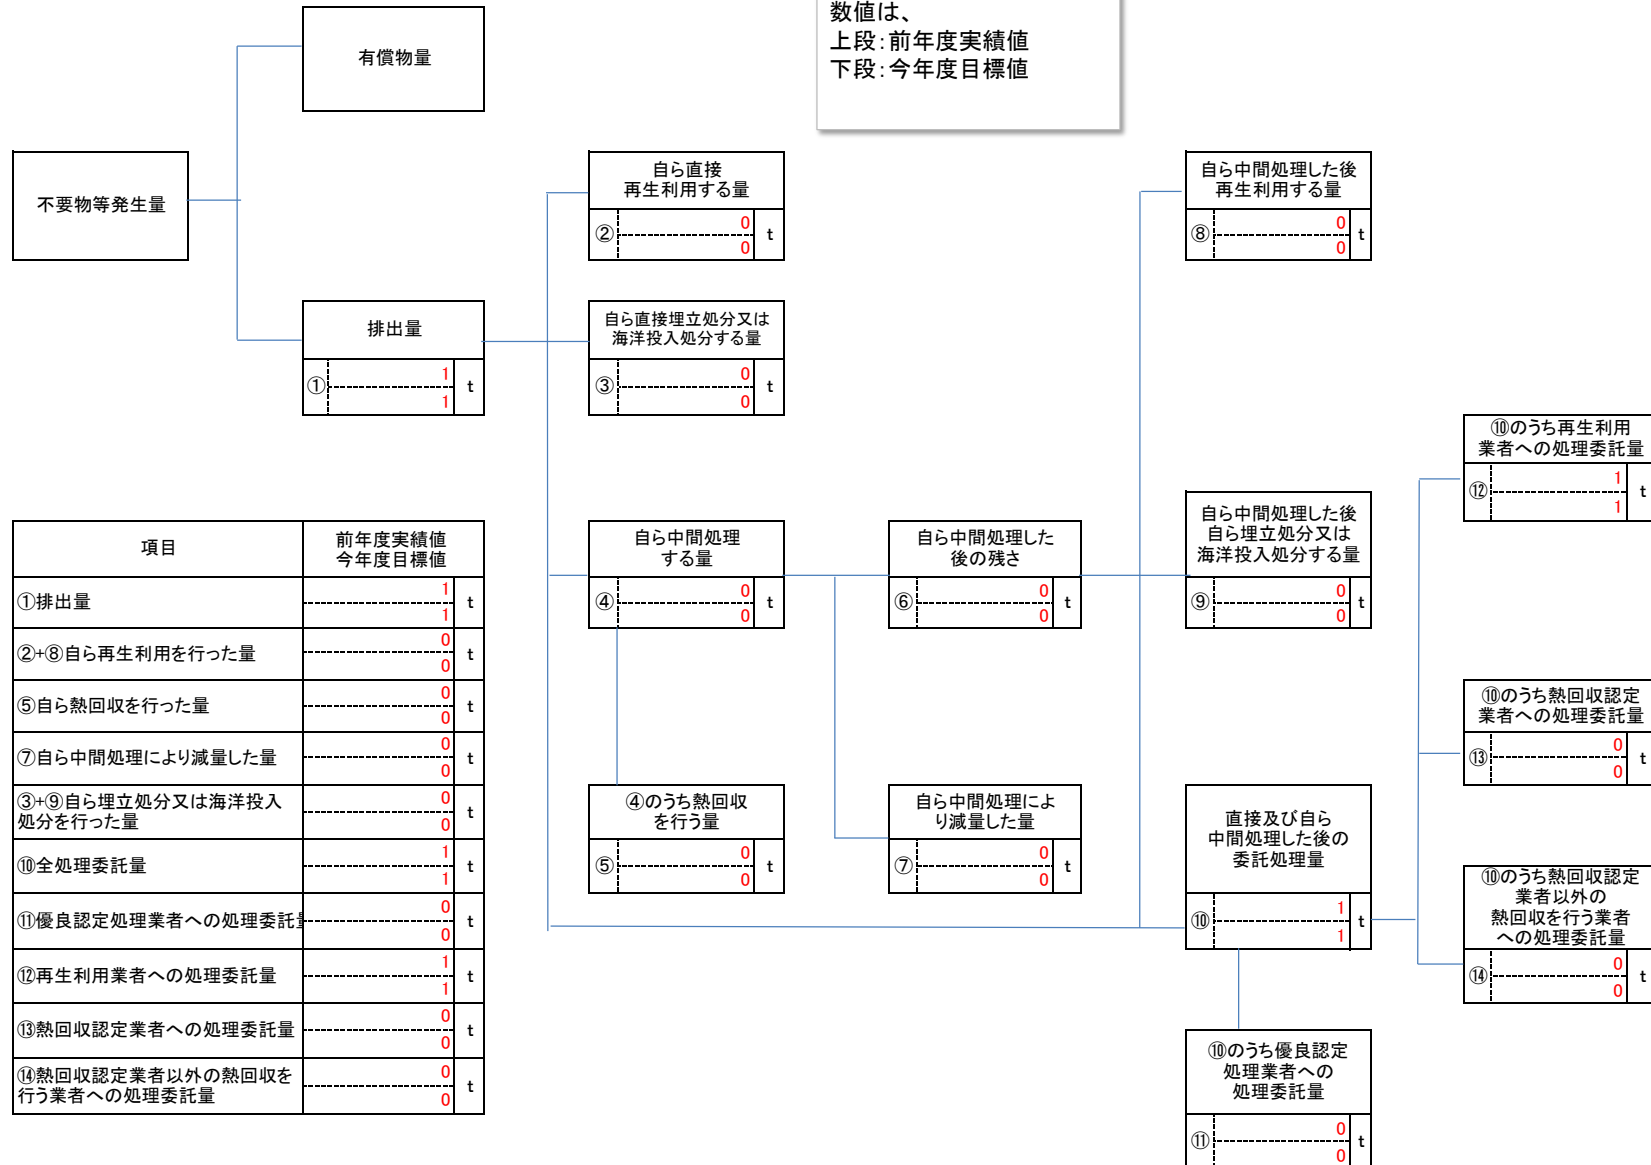 数値は、
上段:前年度実績値
下段:今年度目標値
有償物量
不要物等発生量
自ら直接
再生利用する量
② 0 t
0
自ら中間処理した後
再生利用する量
⑧ 0 t
0
排出量
① 1 t
1
自ら直接埋立処分又は
海洋投入処分する量
③ 0 t
0
⑩のうち再生利用
業者への処理委託量
⑫ 1 t
1
自ら中間処理
する量
④ 0 t
0
自ら中間処理した
後の残さ
⑥ 0 t
0
自ら中間処理した後
自ら埋立処分又は
海洋投入処分する量
⑨ 0 t
0
⑩のうち熱回収認定
業者への処理委託量
⑬ 0 t
0
④のうち熱回収
を行う量
⑤ 0 t
0
自ら中間処理によ
り減量した量
⑦ 0 t
0
直接及び自ら
中間処理した後の
委託処理量
⑩ 1 t
1
⑩のうち熱回収認定
業者以外の
熱回収を行う業者
への処理委託量
⑭ 0 t
0
⑩のうち優良認定
処理業者への
処理委託量
⑪ 0 t
0
項目 前年度実績値
今年度目標値
①排出量 1 t
1
②+⑧自ら再生利用を行った量 0 t
0
⑤自ら熱回収を行った量 0 t
0
⑦自ら中間処理により減量した量 0 t
0
③+⑨自ら埋立処分又は海洋投入 0 t
処分を行った量 0
⑩全処理委託量 1 t
1
⑪優良認定処理業者への処理委託 0 t
0
⑫再生利用業者への処理委託量 1 t
1
⑬熱回収認定業者への処理委託量 0 t
0
⑭熱回収認定業者以外の熱回収を 0 t
行う業者への処理委託量 0